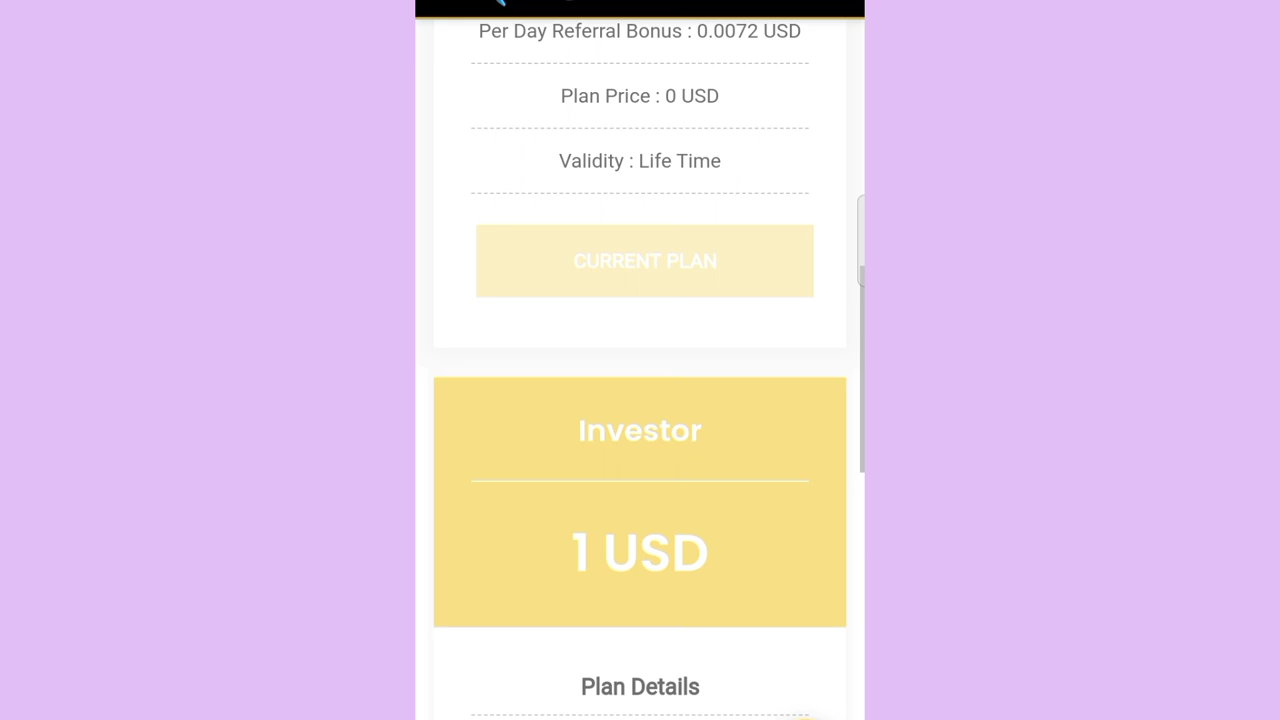 Per Day Referral Bonus : 0.0072 USD
Plan Price : 0 USD
Validity : Life Time
CURRENT PLAN
Investor
1 USD
Plan Details